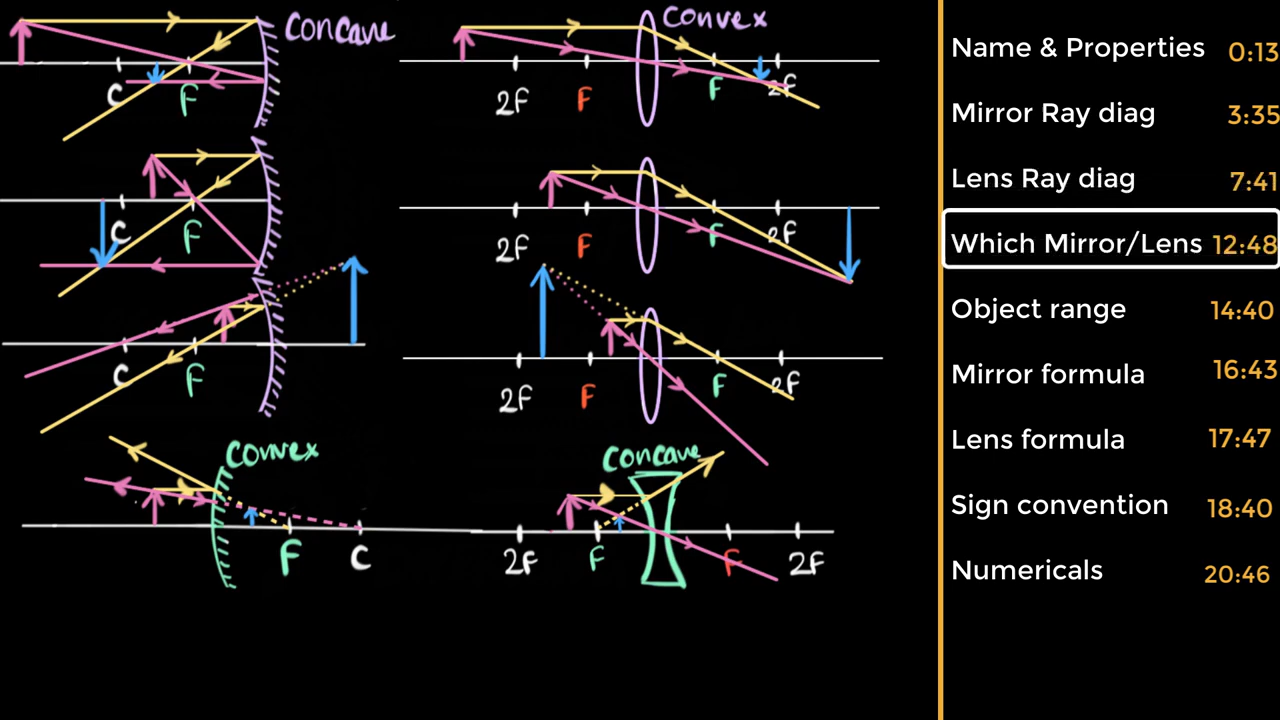 concave
C
F
C
F
C
F
convex
F
C
convex
2F
F
F
2F
2F
F
F
2F
2F
F
F
2F
concave
2F
F
F
2F
Name & Properties 0:13
Mirror Ray diag 3:35
Lens Ray diag 7:41
Which Mirror/Lens 12:48
Object range 14:40
Mirror formula 16:43
Lens formula 17:47
Sign convention 18:40
Numericals 20:46